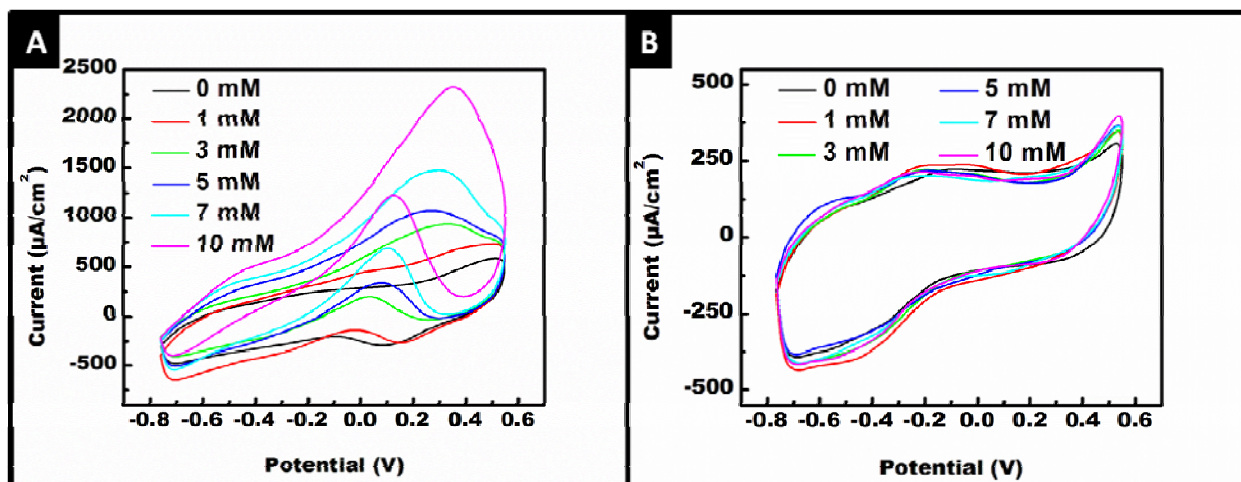 A
Current (µA/cm²)
2500
2000
1500
1000
500
0
-500
0 mM
1 mM
3 mM
5 mM
7 mM
10 mM
-0.8 -0.6 -0.4 -0.2 0.0 0.2 0.4 0.6
Potential (V)
B
Current (µA/cm²)
500
250
0
-250
-500
0 mM 5 mM
1 mM 7 mM
3 mM 10 mM
-0.8 -0.6 -0.4 -0.2 0.0 0.2 0.4 0.6
Potential (V)